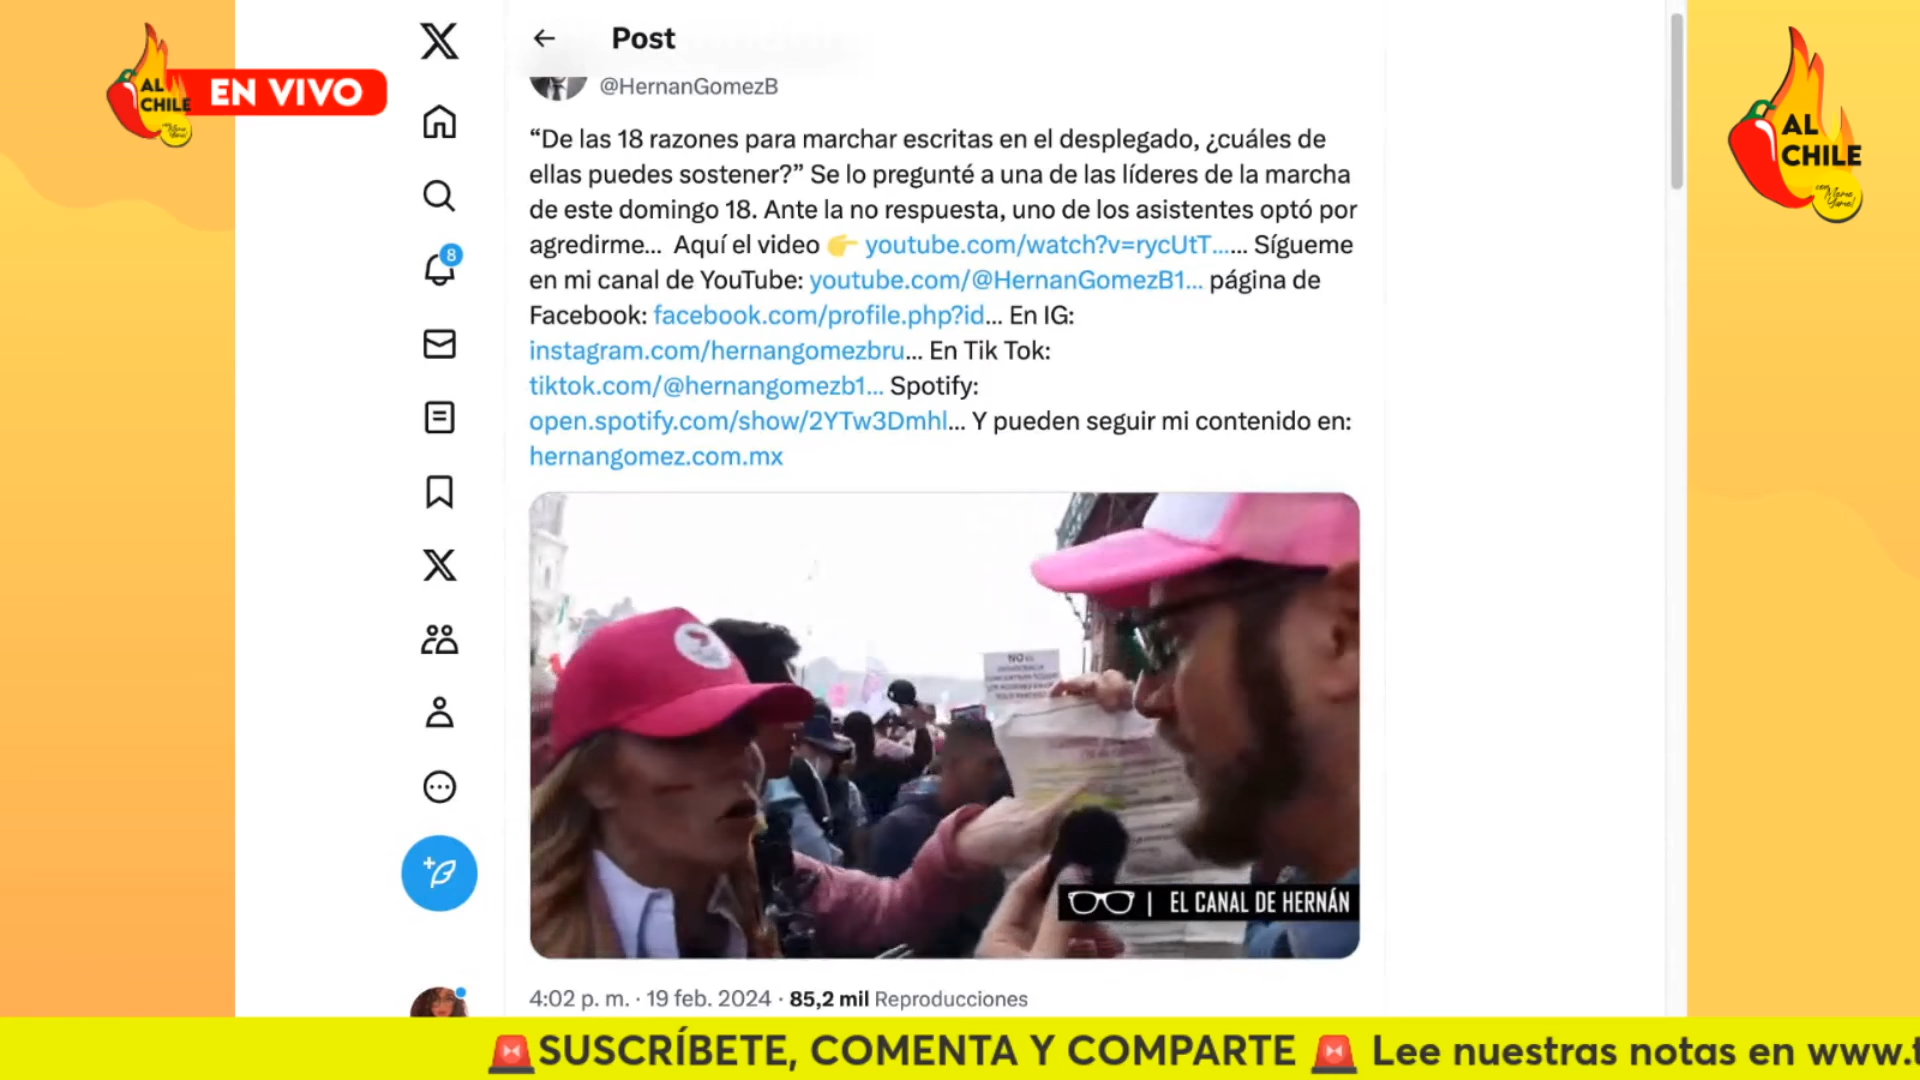 AL
CHILE
EN VIVO
Post
@HernanGomezB
“De las 18 razones para marchar escritas en el desplegado, ¿cuáles de
ellas puedes sostener?” Se lo pregunté a una de las líderes de la marcha
de este domingo 18. Ante la no respuesta, uno de los asistentes optó por
agredirme... Aquí el video 👉 youtube.com/watch?v=rycUtT…... Sígueme
en mi canal de YouTube: youtube.com/@HernanGomezB1... página de
Facebook: facebook.com/profile.php?id... En IG:
instagram.com/hernangomezbru... En Tik Tok:
tiktok.com/@hernangomezb1... Spotify:
open.spotify.com/show/2YTw3Dmhl... Y pueden seguir mi contenido en:
hernangomez.com.mx
8
NO
EL CANAL DE HERNÁN
4:02 p. m. · 19 feb. 2024 · 85,2 mil Reproducciones
AL
CHILE
🚨SUSCRÍBETE, COMENTA Y COMPARTE 🚨 Lee nuestras notas en www.t